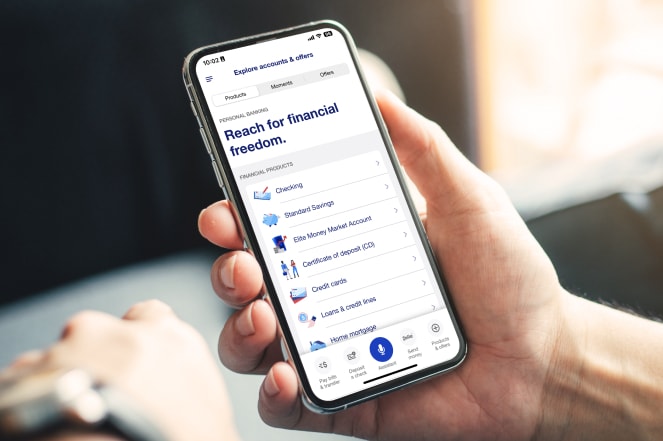 10:02
Explore accounts & offers
Products
Moments
Offers
PERSONAL BANKING
Reach for financial
freedom.
FINANCIAL PRODUCTS
Checking
Standard Savings
Elite Money Market Account
Certificate of deposit (CD)
Credit cards
Loans & credit lines
Home mortgage
Pay bills
& transfer
Deposit
a check
Assistant
Send
money
Products
& offers